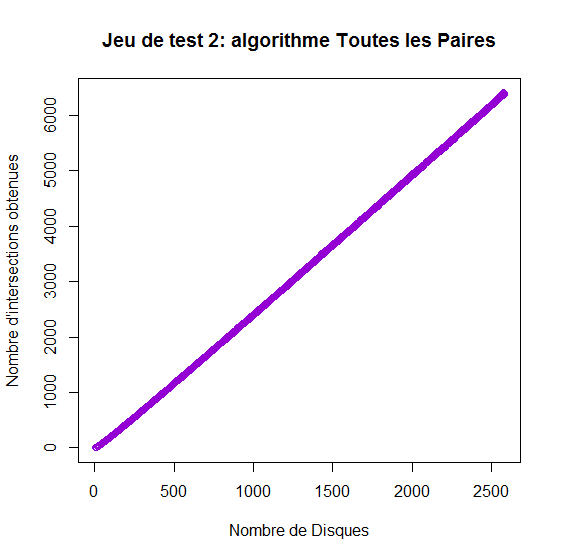 Jeu de test 2: algorithme Toutes les Paires
Nombre d'intersections obtenues
6000
5000
4000
3000
2000
1000
0
0 500 1000 1500 2000 2500
Nombre de Disques